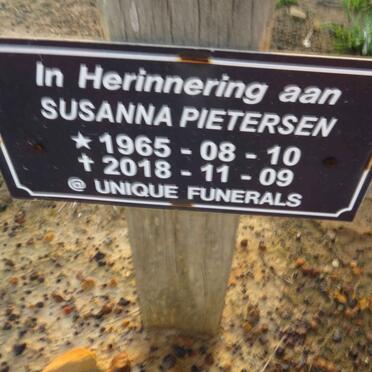 In Herinnering aan
SUSANNA PIETERSEN
★ 1965 - 08 - 10
✝ 2018 - 11 - 09
@ UNIQUE FUNERALS